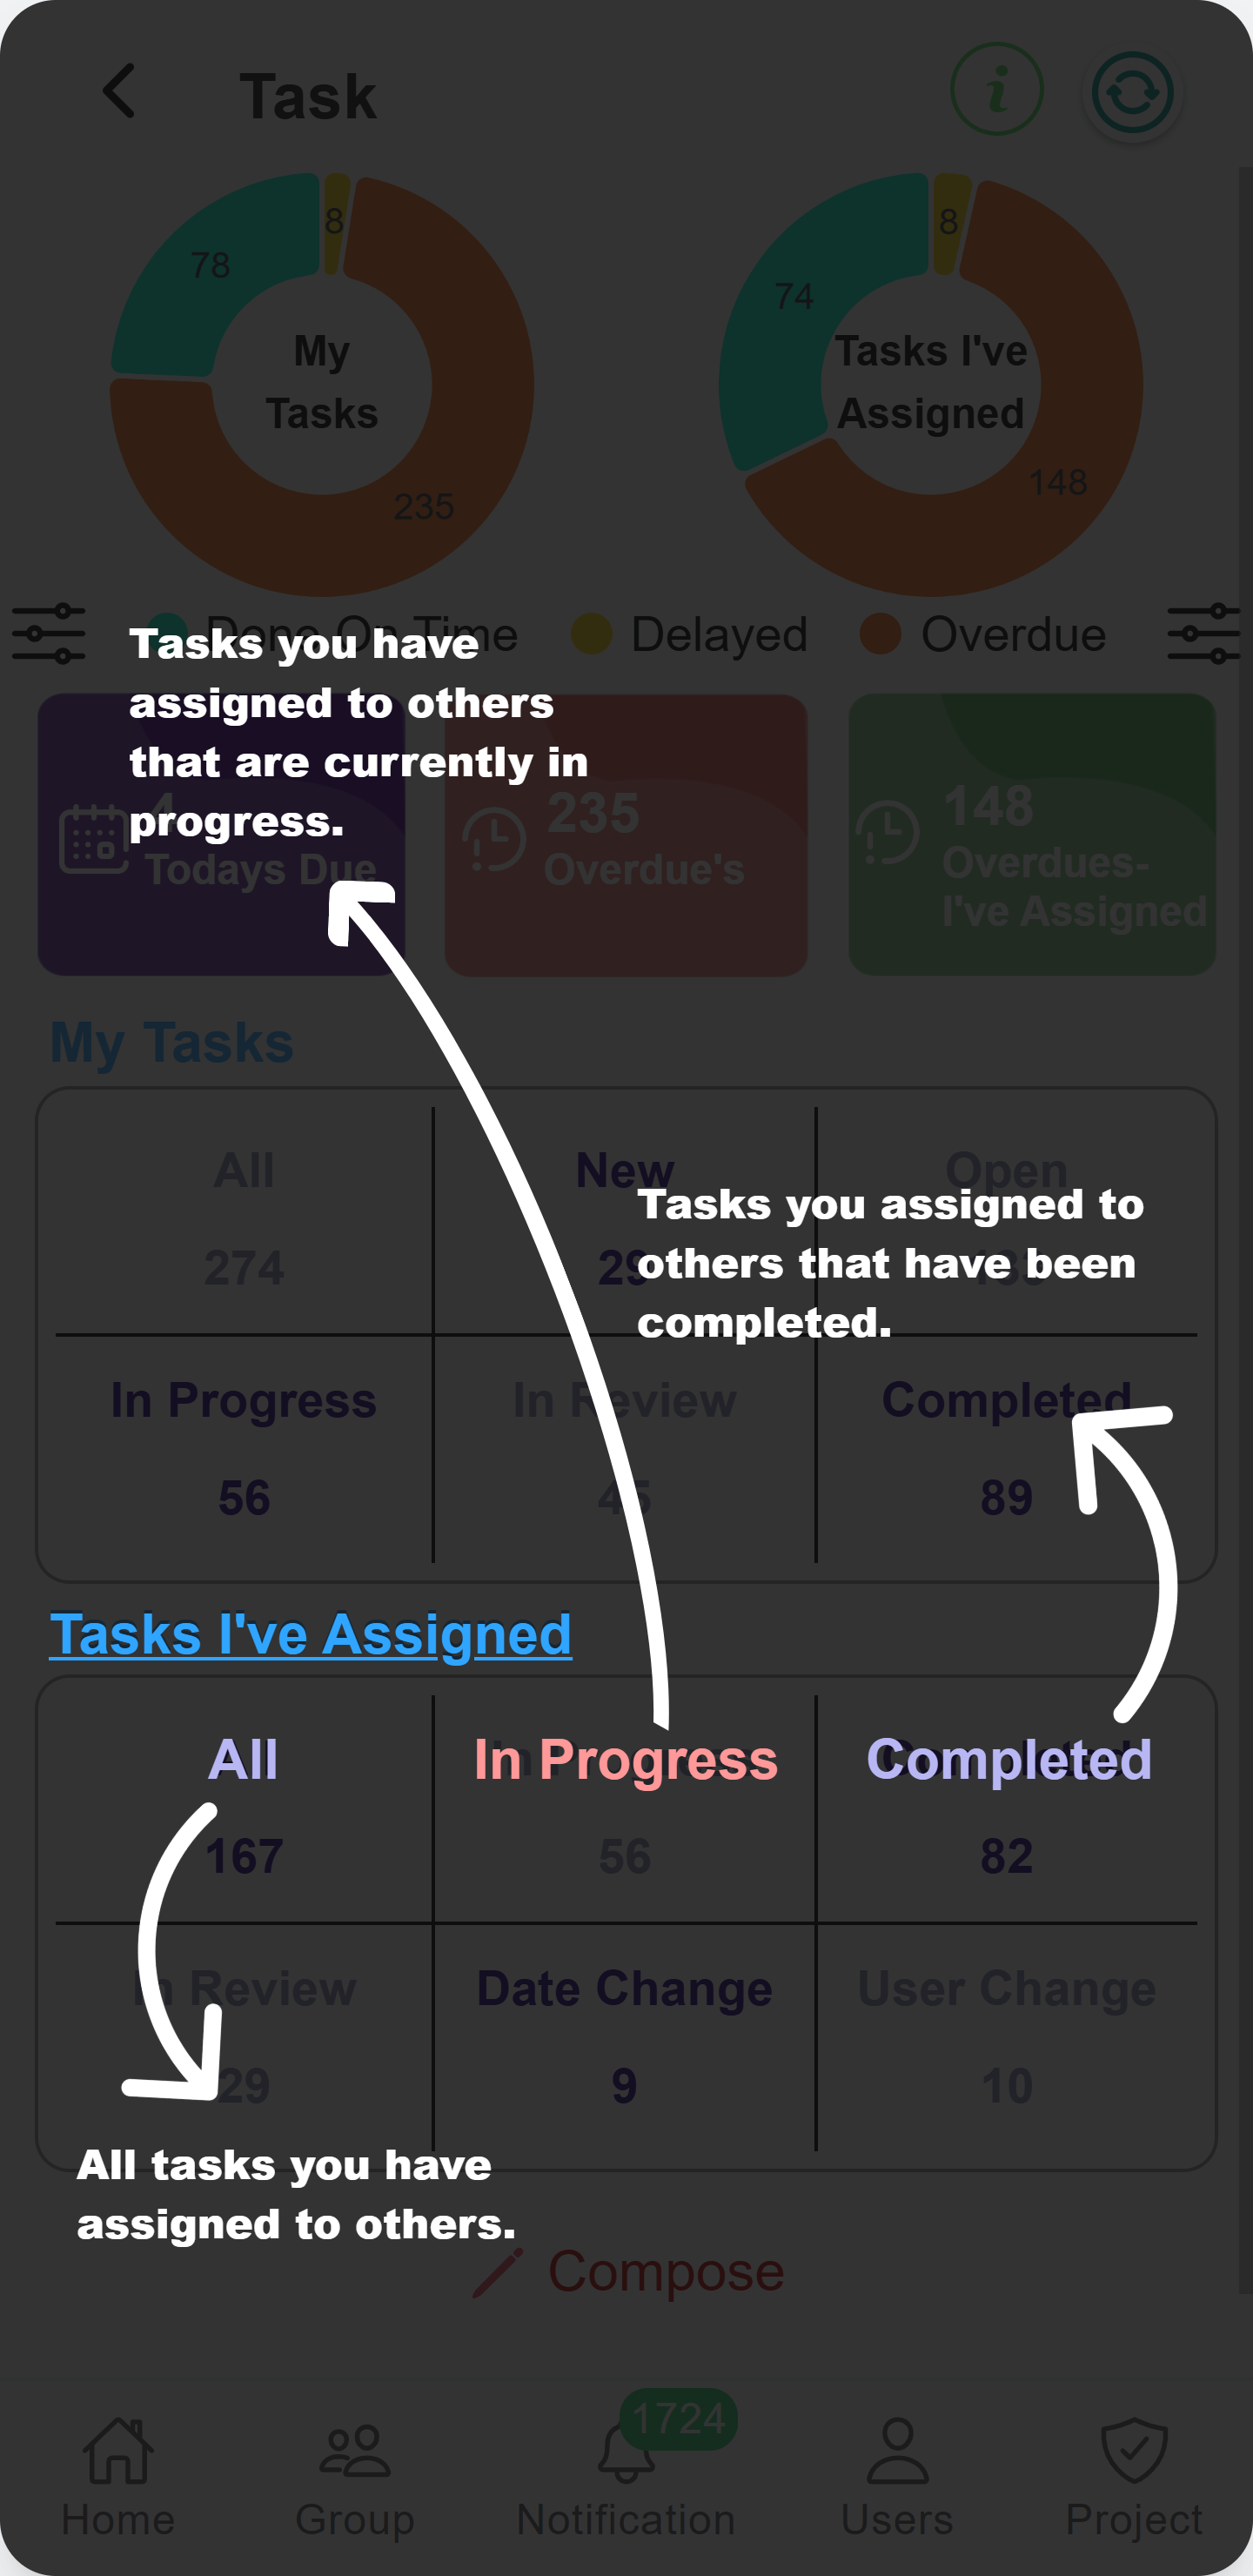 Task
i
8
78
My
Tasks
235
8
74
Tasks I've
Assigned
148
Done On Time
Delayed
Overdue
Tasks you have
assigned to others
that are currently in
progress.
4
Todays Due
235
Overdue's
148
Overdues-
I've Assigned
My Tasks
All
274
New
29
Open
Tasks you assigned to
others that have been
completed.
In Progress
56
In Review
45
Completed
89
Tasks I've Assigned
All
167
In Progress
56
Completed
82
In Review
29
Date Change
9
User Change
10
All tasks you have
assigned to others.
Compose
1724
Home
Group
Notification
Users
Project